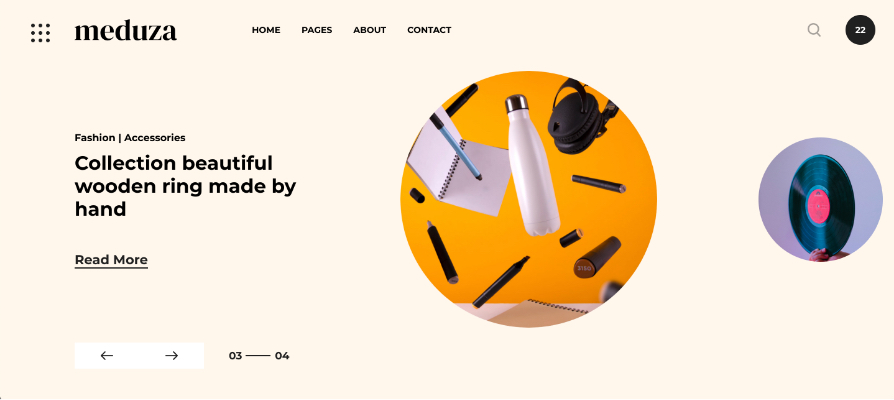 meduza
HOME PAGES ABOUT CONTACT
22
Fashion | Accessories
Collection beautiful
wooden ring made by
hand
Read More
03 04